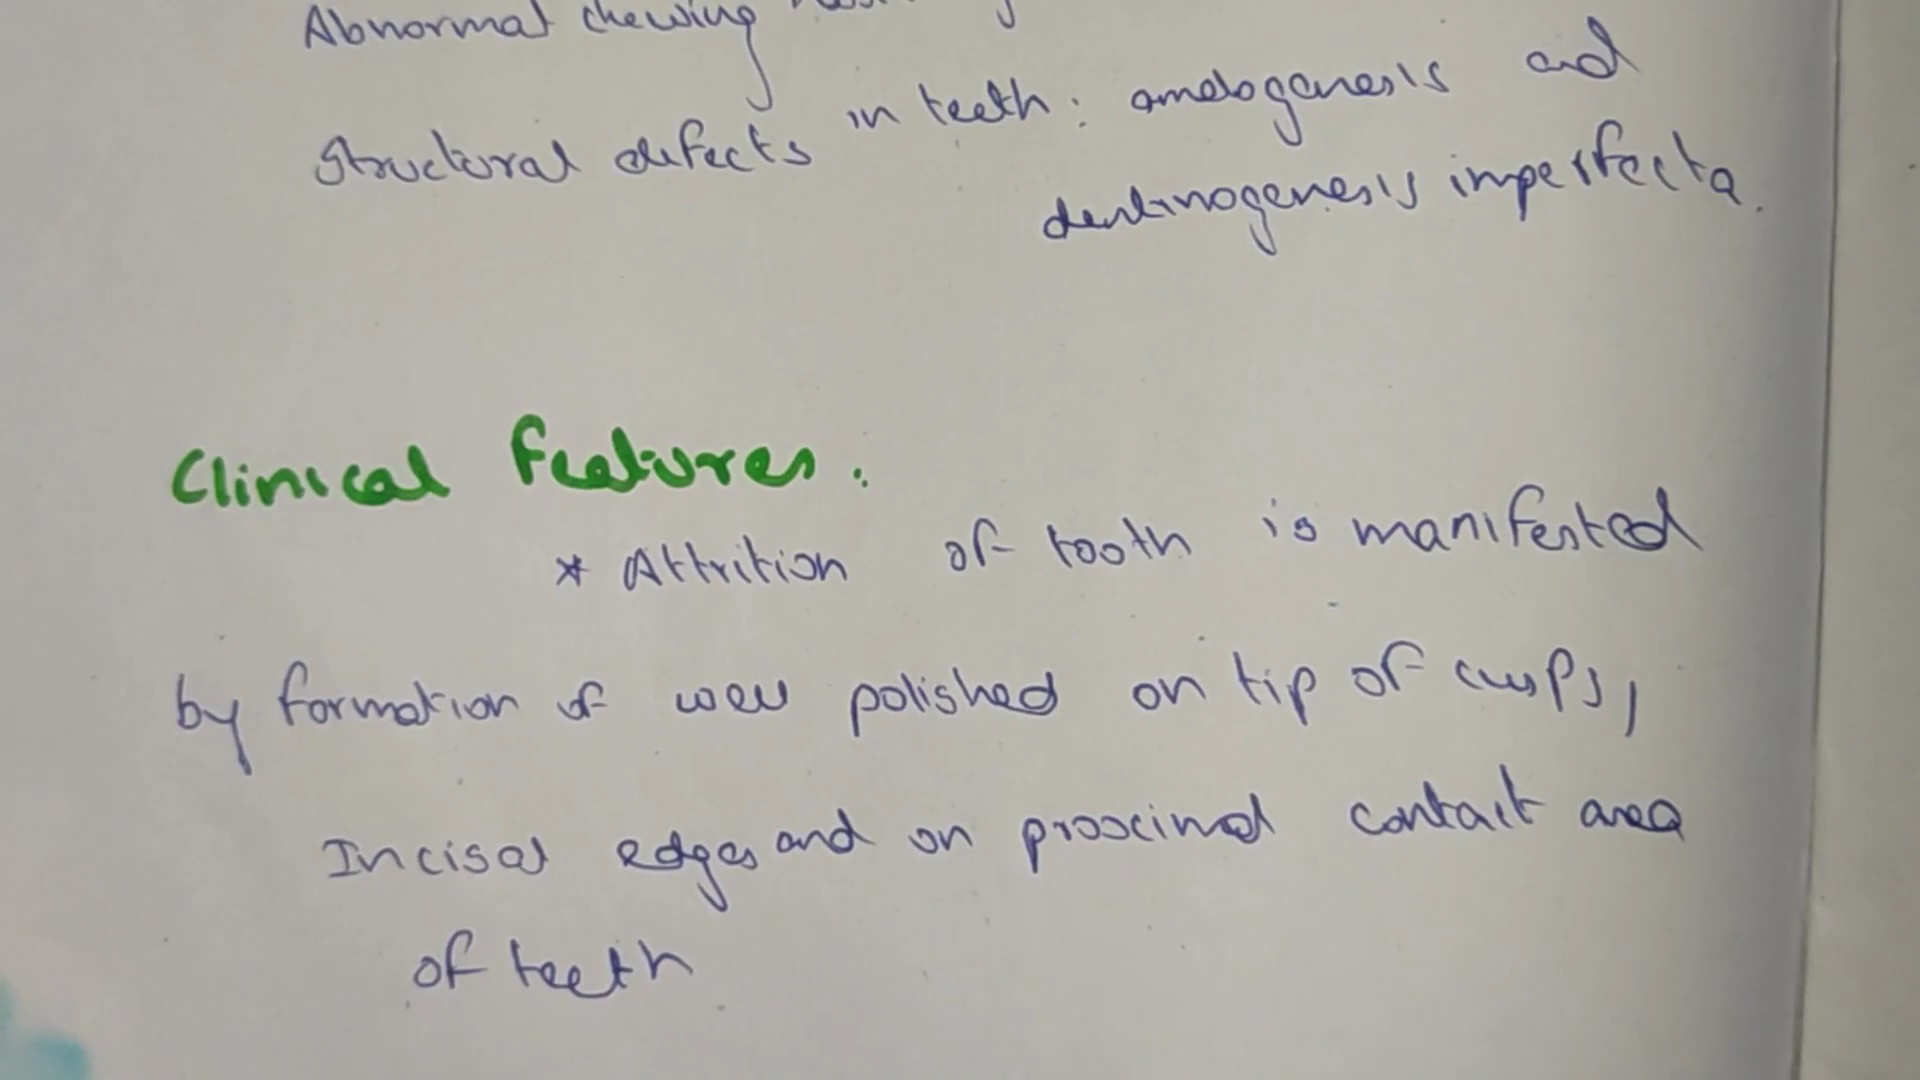 Abnormal chewing
Structural defects in teeth: amelogenesis and
dentinogenesis imperfecta.
Clinical Features:
* Attrition of tooth is manifested
by formation of well polished on tip of cusps,
Incisal edges and on proximal contact area
of teeth